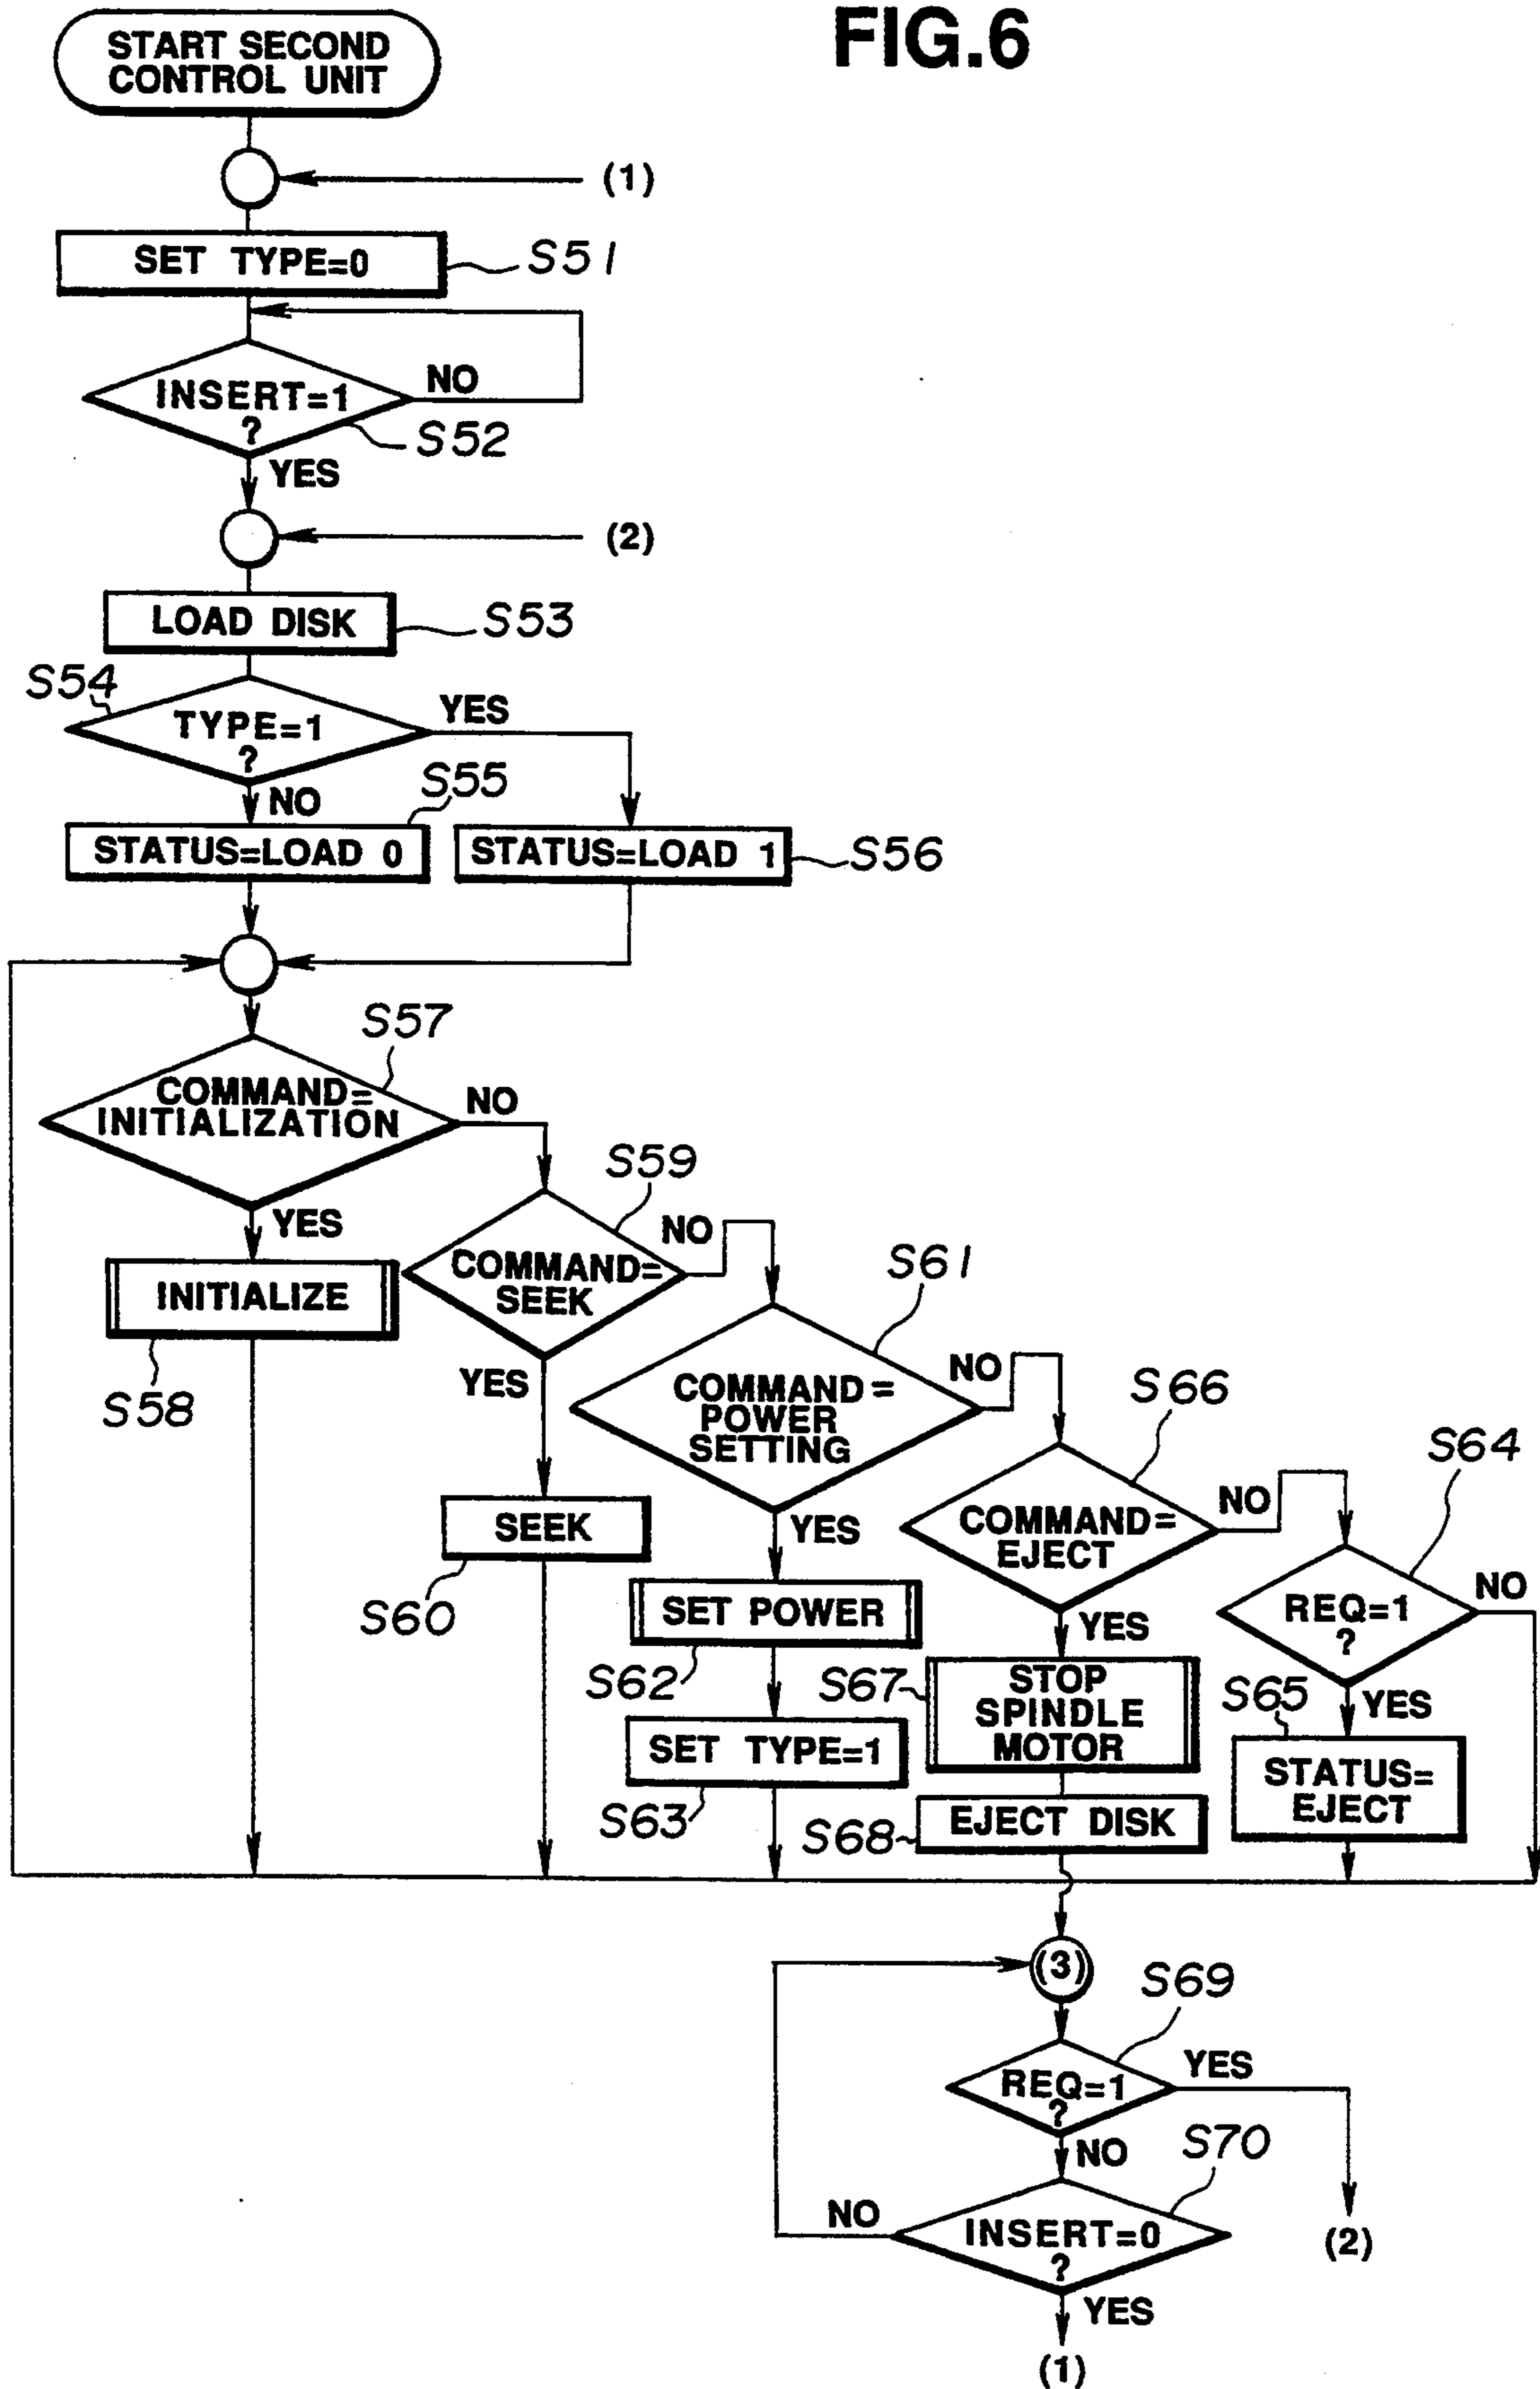 FIG.6
START SECOND
CONTROL UNIT
(1)
SET TYPE=0
S51
INSERT=1
?
NO
S52
YES
(2)
LOAD DISK
S53
S54
TYPE=1
?
YES
NO
S55
STATUS=LOAD 0
STATUS=LOAD 1
S56
S57
COMMAND=
INITIALIZATION
NO
YES
INITIALIZE
S58
S59
COMMAND=
SEEK
NO
YES
SEEK
S60
S61
COMMAND=
POWER
SETTING
NO
YES
SET POWER
S62
SET TYPE=1
S63
S66
COMMAND=
EJECT
NO
YES
S67
STOP
SPINDLE
MOTOR
S68
EJECT DISK
S64
REQ=1
?
NO
YES
S65
STATUS=
EJECT
(3)
S69
REQ=1
?
YES
NO
(2)
S70
INSERT=0
?
NO
YES
(1)